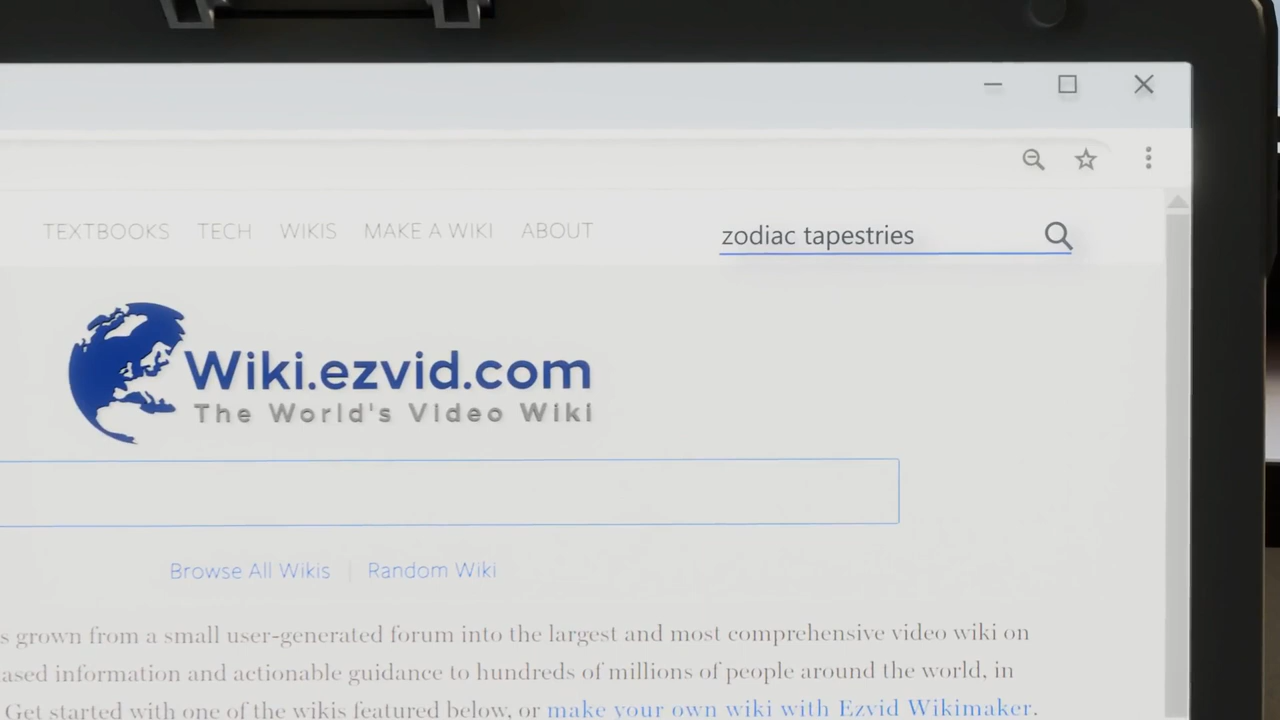 TEXTBOOKS TECH WIKIS MAKE A WIKI ABOUT
zodiac tapestries
Wiki.ezvid.com
The World's Video Wiki
Browse All Wikis | Random Wiki
s grown from a small user-generated forum into the largest and most comprehensive video wiki on
ased information and actionable guidance to hundreds of millions of people around the world, in
Get started with one of the wikis featured below, or make your own wiki with Ezvid Wikimaker.